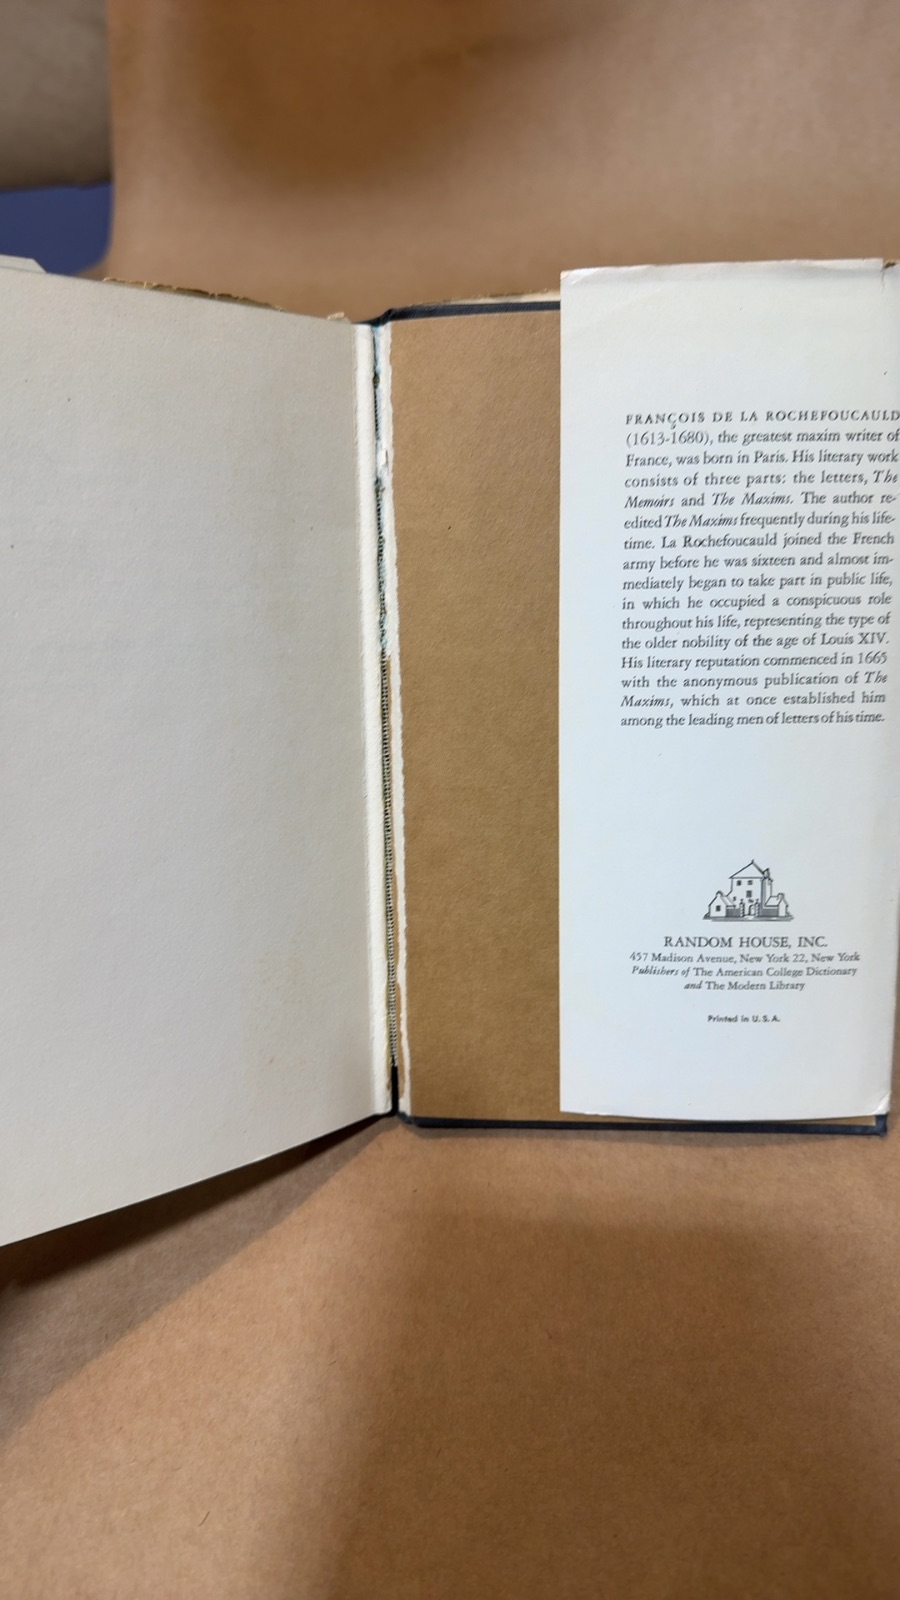 FRANÇOIS DE LA ROCHEFOUCAULD
(1613-1680), the greatest maxim writer of
France, was born in Paris. His literary work
consists of three parts: the letters, The
Memoirs and The Maxims. The author re-
edited The Maxims frequently during his life-
time. La Rochefoucauld joined the French
army before he was sixteen and almost im-
mediately began to take part in public life,
in which he occupied a conspicuous role
throughout his life, representing the type of
the older nobility of the age of Louis XIV.
His literary reputation commenced in 1665
with the anonymous publication of The
Maxims, which at once established him
among the leading men of letters of his time.
RANDOM HOUSE, INC.
457 Madison Avenue, New York 22, New York
Publishers of The American College Dictionary
and The Modern Library
Printed in U. S. A.